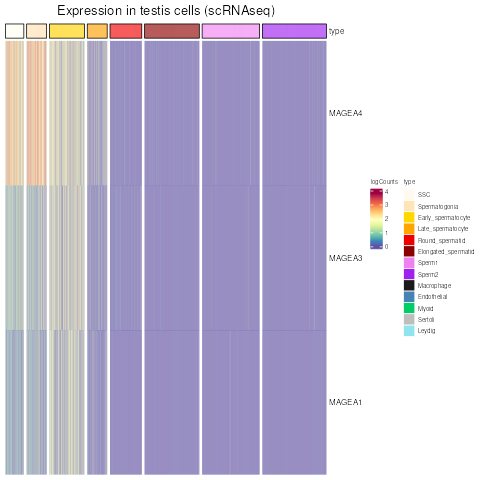 Expression in testis cells (scRNAseq)
type
MAGEA4
MAGEA3
MAGEA1
logCounts
4
3
2
1
0
type
SSC
Spermatogonia
Early_spermatocyte
Late_spermatocyte
Round_spermatid
Elongated_spermatid
Sperm1
Sperm2
Macrophage
Endothelial
Myoid
Sertoli
Leydig